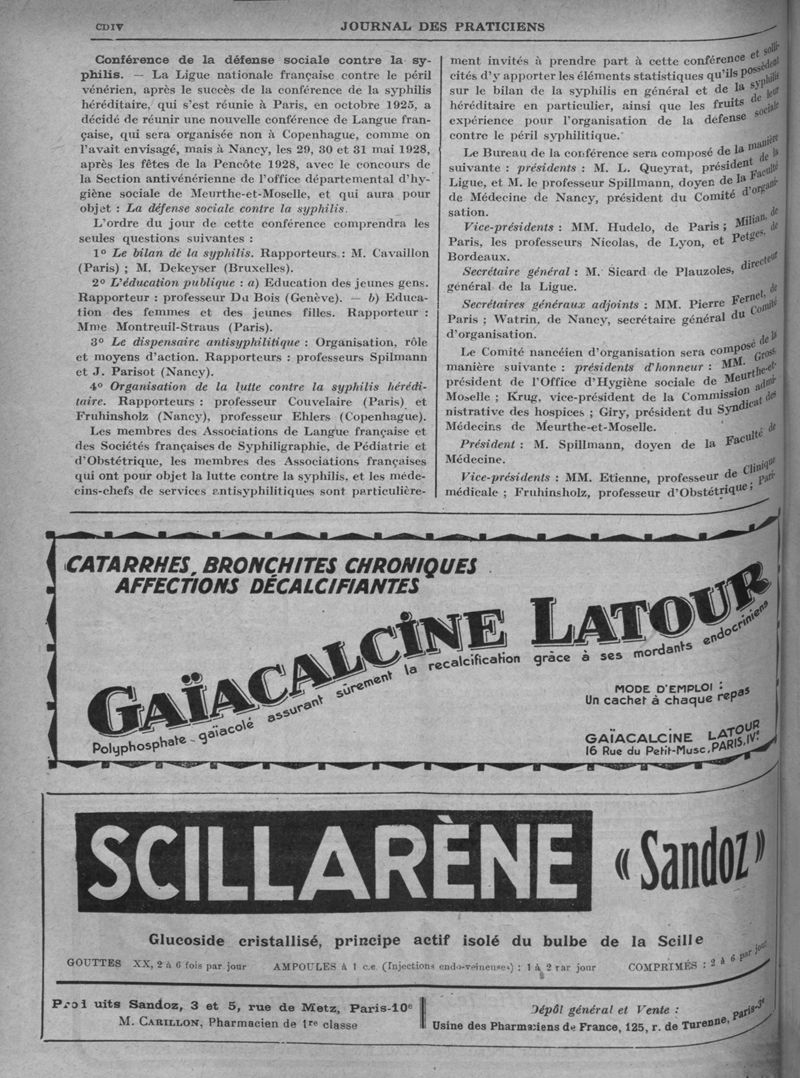 CDIV
JOURNAL DES PRATICIENS
Conférence de la défense sociale contre la sy-
philis. — La Ligue nationale française contre le péril
vénérien, après le succès de la conférence de la syphilis
héréditaire, qui s'est réunie à Paris, en octobre 1925, a
décidé de réunir une nouvelle conférence de Langue fran-
çaise, qui sera organisée non à Copenhague, comme on
l'avait envisagé, mais à Nancy, les 29, 30 et 31 mai 1928,
après les fêtes de la Pencôte 1928, avec le concours de
la Section antivénérienne de l'office départemental d'hy-
giène sociale de Meurthe-et-Moselle, et qui aura pour
objet : La défense sociale contre la syphilis.
L'ordre du jour de cette conférence comprendra les
seules questions suivantes :
1° Le bilan de la syphilis. Rapporteurs : M. Cavaillon
(Paris) ; M. Dekeyser (Bruxelles).
2° L'éducation publique : a) Education des jeunes gens.
Rapporteur : professeur Du Bois (Genève). — b) Educa-
tion des femmes et des jeunes filles. Rapporteur :
Mme Montreuil-Straus (Paris).
3° Le dispensaire antisyphilitique : Organisation, rôle
et moyens d'action. Rapporteurs : professeurs Spilmann
et J. Parisot (Nancy).
4° Organisation de la lutte contre la syphilis hérédi-
taire. Rapporteurs : professeur Couvelaire (Paris) et
Fruhinsholz (Nancy), professeur Ehlers (Copenhague).
Les membres des Associations de Langue française et
des Sociétés françaises de Syphiligraphie, de Pédiatrie et
d'Obstétrique, les membres des Associations françaises
qui ont pour objet la lutte contre la syphilis, et les méde-
cins-chefs de services antisyphilitiques sont particulière-
ment invités à prendre part à cette conférence et solli-
cités d'y apporter les éléments statistiques qu'ils possèdent
sur le bilan de la syphilis en général et de la syphilis
héréditaire en particulier, ainsi que les fruits de leur
expérience pour l'organisation de la défense sociale
contre le péril syphilitique.
Le Bureau de la conférence sera composé de la manière
suivante : présidents : M. L. Queyrat, président de la
Ligue, et M. le professeur Spillmann, doyen de la Faculté
de Médecine de Nancy, président du Comité d'organi-
sation.
Vice-présidents : MM. Hudelo, de Paris ; Milian, de
Paris, les professeurs Nicolas, de Lyon, et Petges, de
Bordeaux.
Secrétaire général : M. Sicard de Plauzoles, directeur
général de la Ligue.
Secrétaires généraux adjoints : MM. Pierre Fernet, de
Paris ; Watrin, de Nancy, secrétaire général du Comité
d'organisation.
Le Comité nancéien d'organisation sera composé de la
manière suivante : présidents d'honneur : MM. Gross,
président de l'Office d'Hygiène sociale de Meurthe-et-
Moselle ; Krug, vice-président de la Commission admi-
nistrative des hospices ; Giry, président du Syndicat des
Médecins de Meurthe-et-Moselle.
Président : M. Spillmann, doyen de la Faculté de
Médecine.
Vice-présidents : MM. Etienne, professeur de Clinique
médicale ; Fruhinsholz, professeur d'Obstétrique ; Pari-
CATARRHES, BRONCHITES CHRONIQUES
AFFECTIONS DÉCALCIFIANTES
GAÏACALCINE LATOUR
Polyphosphate-gaïacolé assurant sûrement la recalcification grâce à ses mordants endocriniens
MODE D'EMPLOI :
Un cachet à chaque repas
GAÏACALCINE LATOUR
16 Rue du Petit-Musc, PARIS, IVe
SCILLARÈNE « Sandoz »
Glucoside cristallisé, principe actif isolé du bulbe de la Scille
GOUTTES XX, 2 à 6 fois par jour AMPOULES à 1 c.c. (Injections endo-veineuses) : 1 à 2 rar jour COMPRIMÉS : 2 à 6 par jour
Proi uits Sandoz, 3 et 5, rue de Metz, Paris-10e
M. CARILLON, Pharmacien de 1re classe
Dépôt général et Vente :
Usine des Pharmaciens de France, 125, r. de Turenne, Paris-3e